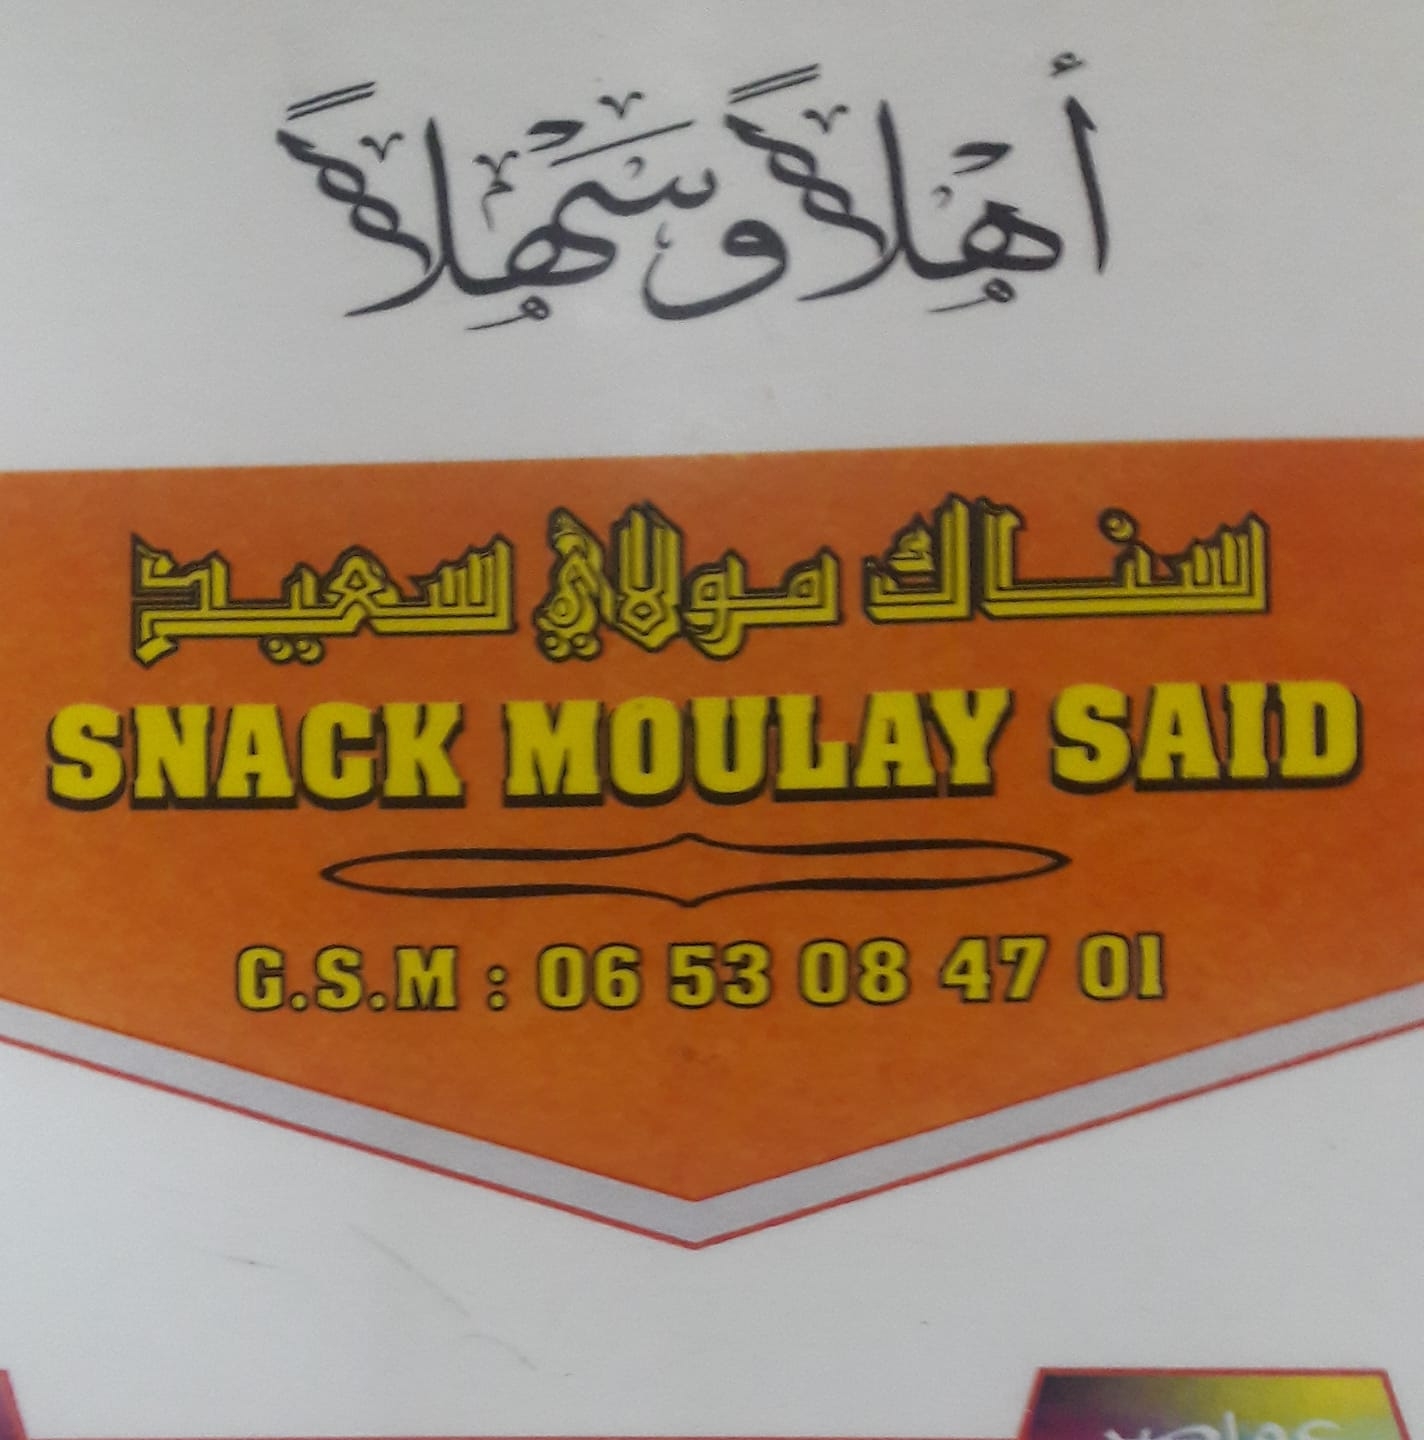 أهلاً وسهلاً
سناك مولاي سعيد
SNACK MOULAY SAID
G.S.M : 06 53 08 47 01